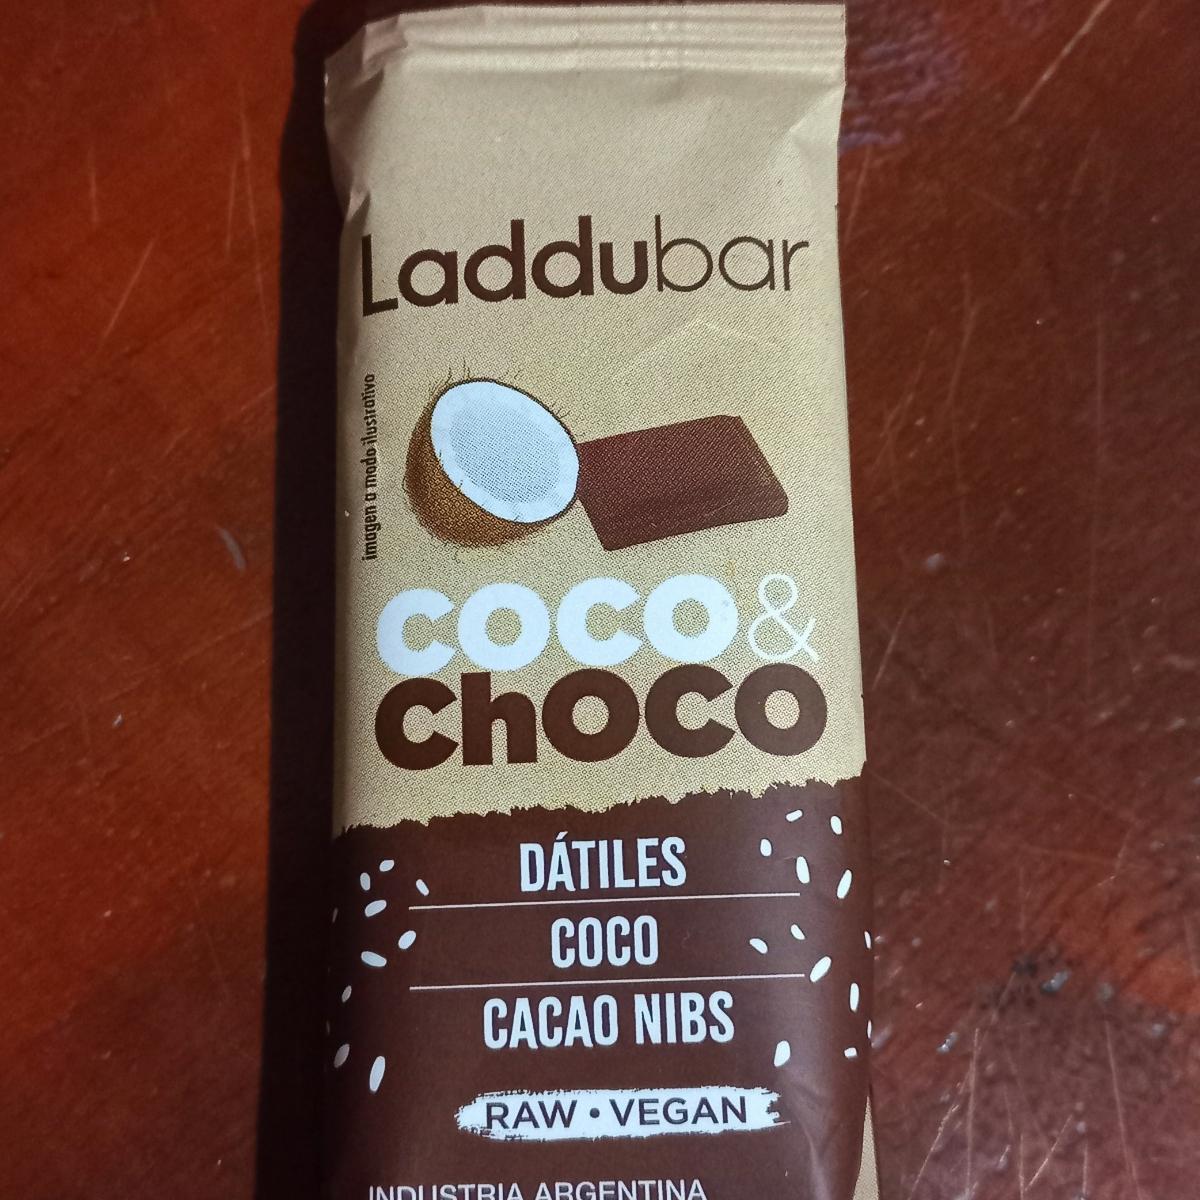 Laddubar
imagen a modo ilustrativo
COCO &
ChOCO
DÁTILES
COCO
CACAO NIBS
RAW • VEGAN
INDUSTRIA ARGENTINA